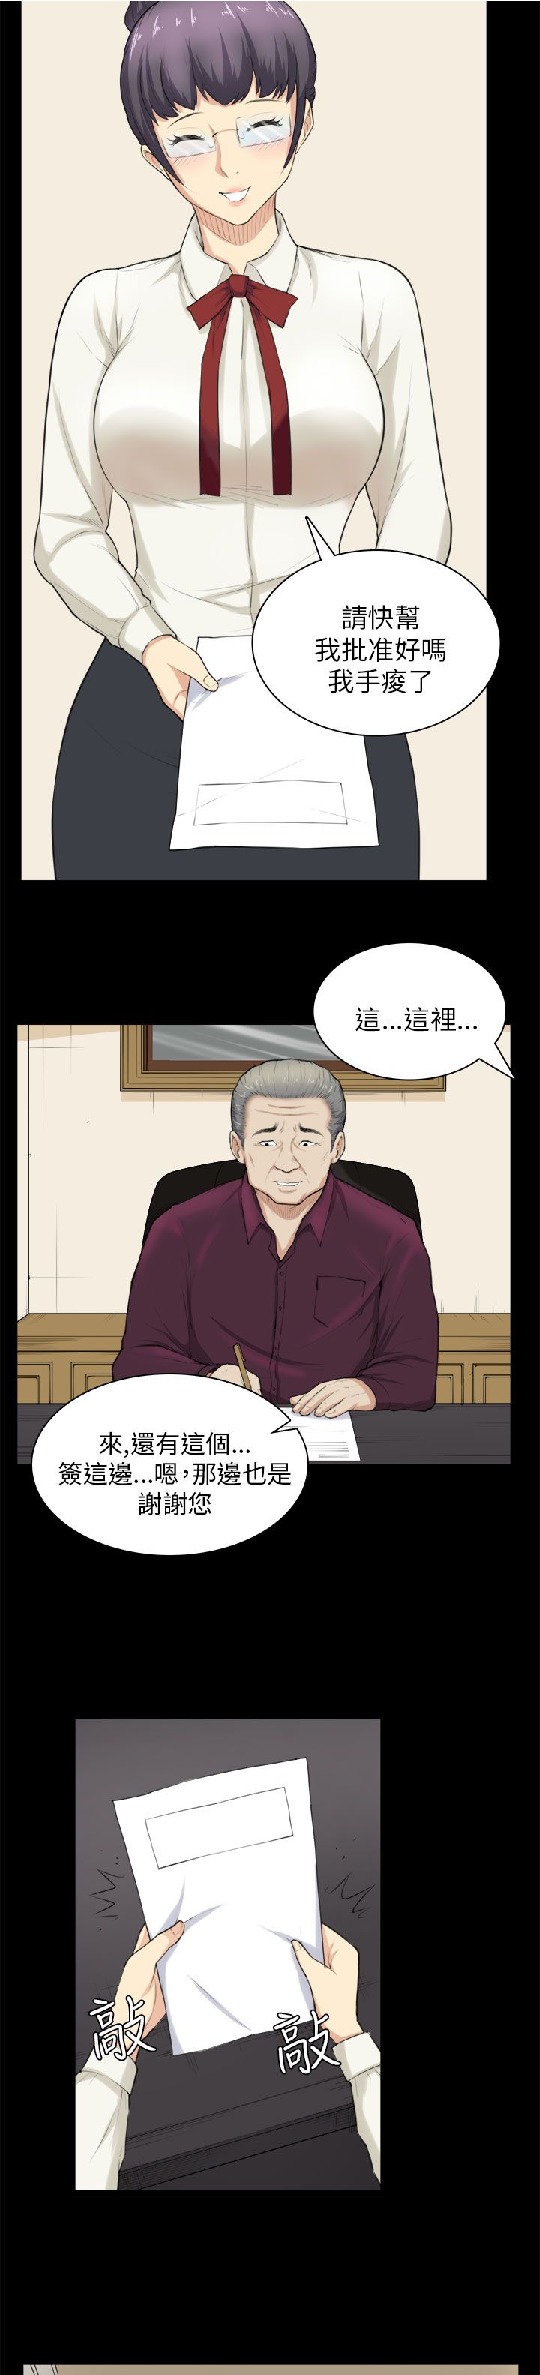 請快幫
我批准好嗎
我手痠了
這...這裡...
來,還有這個...
簽這邊...嗯,那邊也是
謝謝您
敲
敲